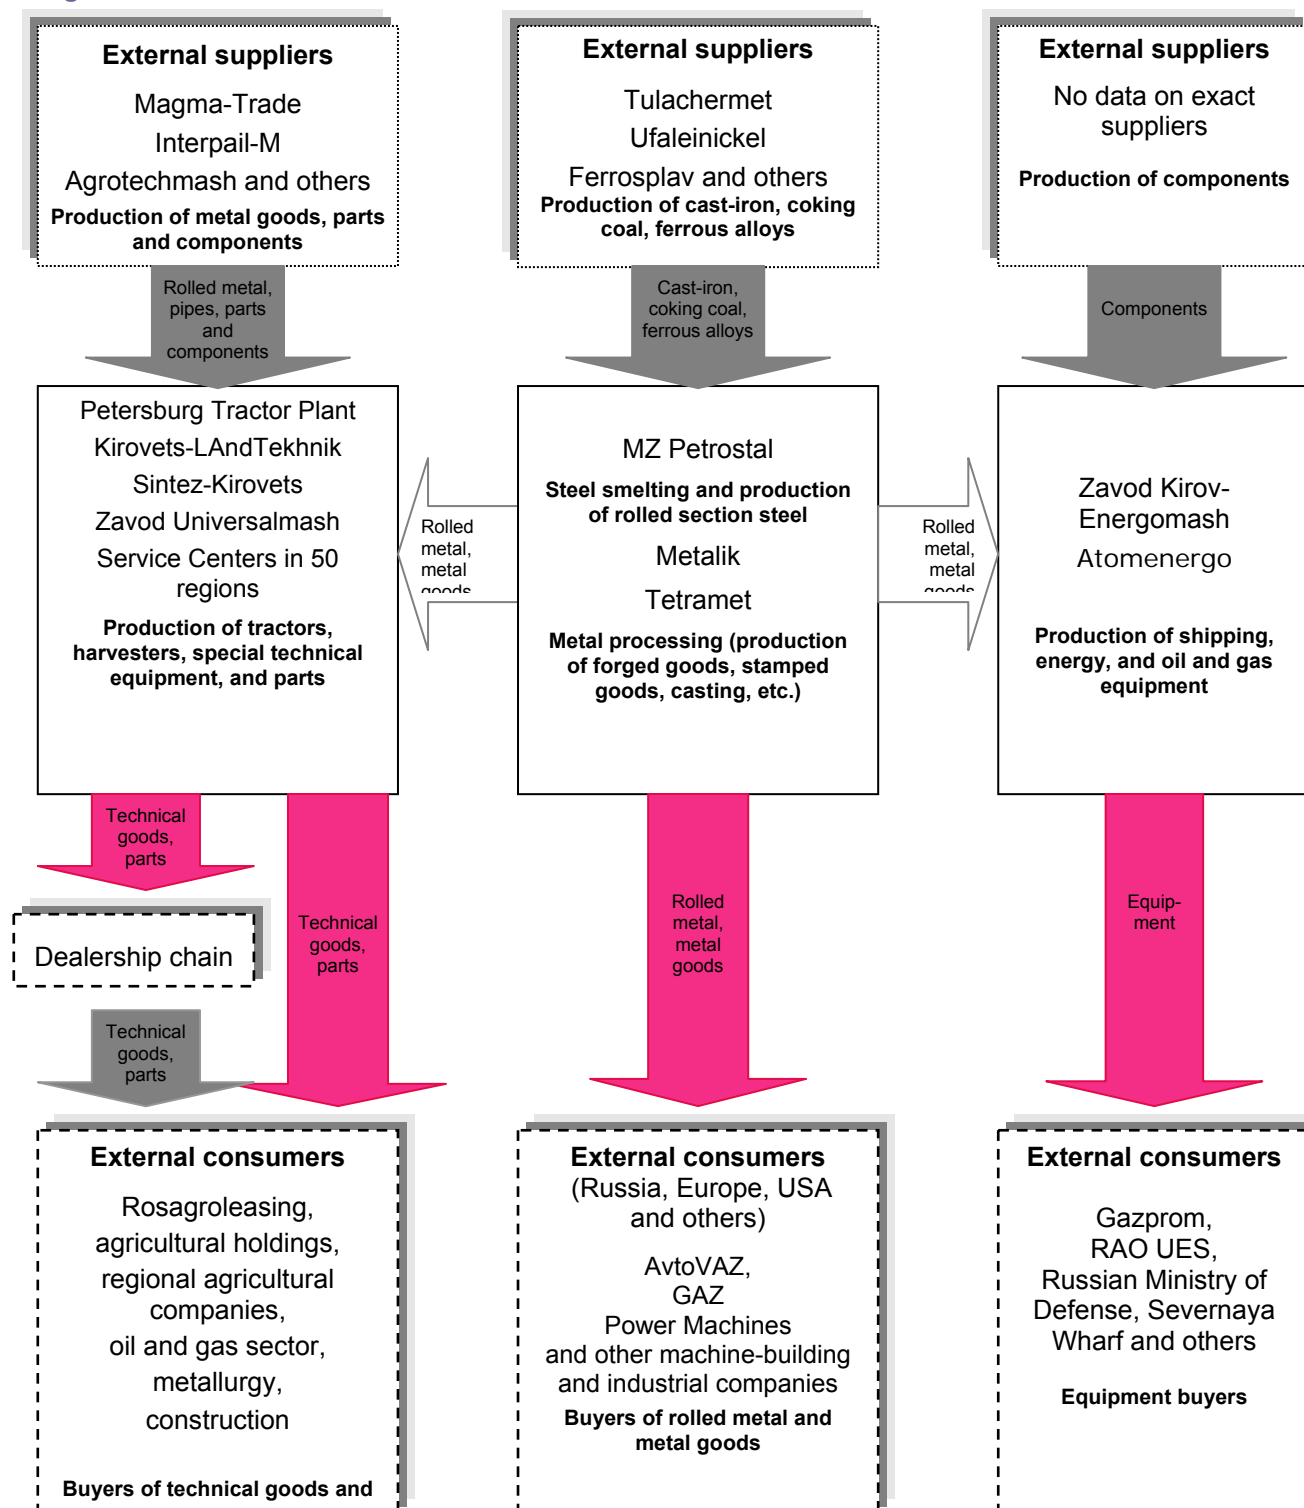 External suppliers
Magma-Trade
Interpail-M
Agrotechmash and others
Production of metal goods, parts
and components
External suppliers
Tulachermet
Ufaleinickel
Ferrosplav and others
Production of cast-iron, coking
coal, ferrous alloys
External suppliers
No data on exact
suppliers
Production of components
Rolled metal,
pipes, parts
and
components
Cast-iron,
coking coal,
ferrous alloys
Components
Petersburg Tractor Plant
Kirovets-LAndTekhnik
Sintez-Kirovets
Zavod Universalmash
Service Centers in 50
regions
Production of tractors,
harvesters, special technical
equipment, and parts
Rolled
metal,
metal
goods
MZ Petrostal
Steel smelting and production
of rolled section steel
Metalik
Tetramet
Metal processing (production
of forged goods, stamped
goods, casting, etc.)
Rolled
metal,
metal
goods
Zavod Kirov-
Energomash
Atomenergo
Production of shipping,
energy, and oil and gas
equipment
Technical
goods,
parts
Dealership chain
Technical
goods,
parts
Technical
goods,
parts
Rolled
metal,
metal
goods
Equip-
ment
External consumers
Rosagroleasing,
agricultural holdings,
regional agricultural
companies,
oil and gas sector,
metallurgy,
construction
Buyers of technical goods and
External consumers
(Russia, Europe, USA
and others)
AvtoVAZ,
GAZ
Power Machines
and other machine-building
and industrial companies
Buyers of rolled metal and
metal goods
External consumers
Gazprom,
RAO UES,
Russian Ministry of
Defense, Severnaya
Wharf and others
Equipment buyers